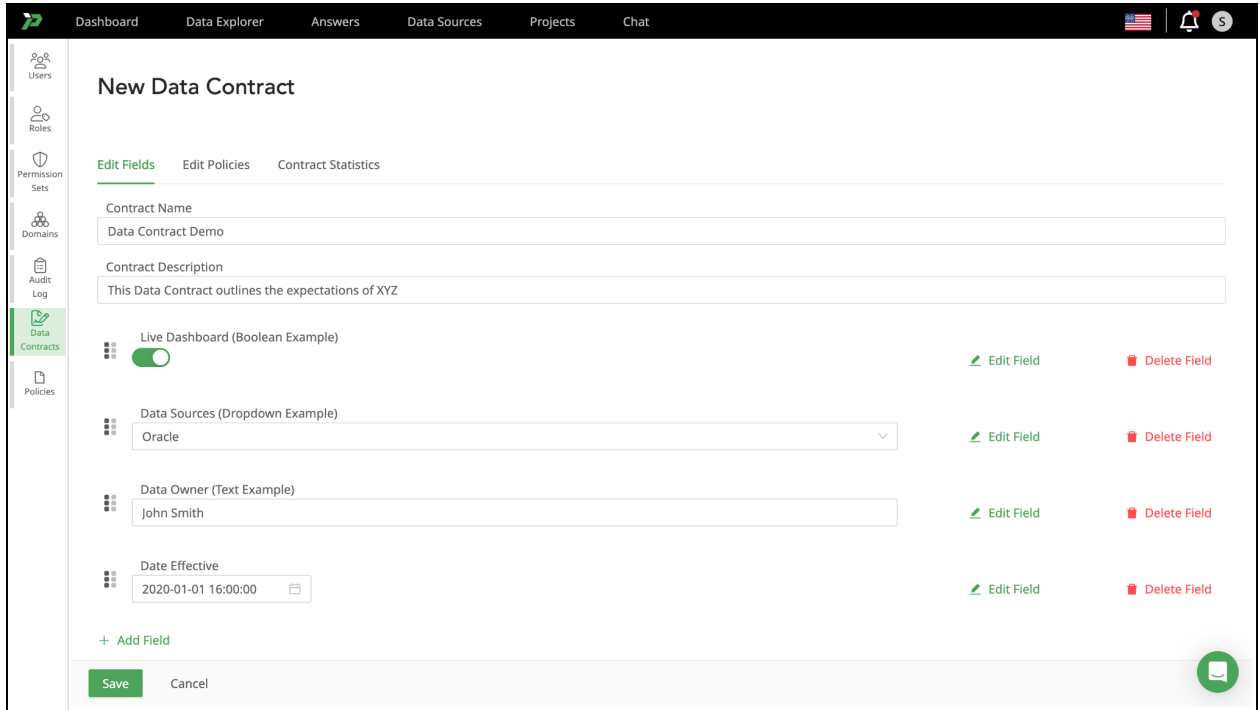 Dashboard Data Explorer Answers Data Sources Projects Chat S
Users
Roles
Permission
Sets
Domains
Audit
Log
Data
Contracts
Policies
New Data Contract
Edit Fields Edit Policies Contract Statistics
Contract Name
Data Contract Demo
Contract Description
This Data Contract outlines the expectations of XYZ
Live Dashboard (Boolean Example)
Edit Field Delete Field
Data Sources (Dropdown Example)
Oracle Edit Field Delete Field
Data Owner (Text Example)
John Smith Edit Field Delete Field
Date Effective
2020-01-01 16:00:00 Edit Field Delete Field
+ Add Field
Save Cancel